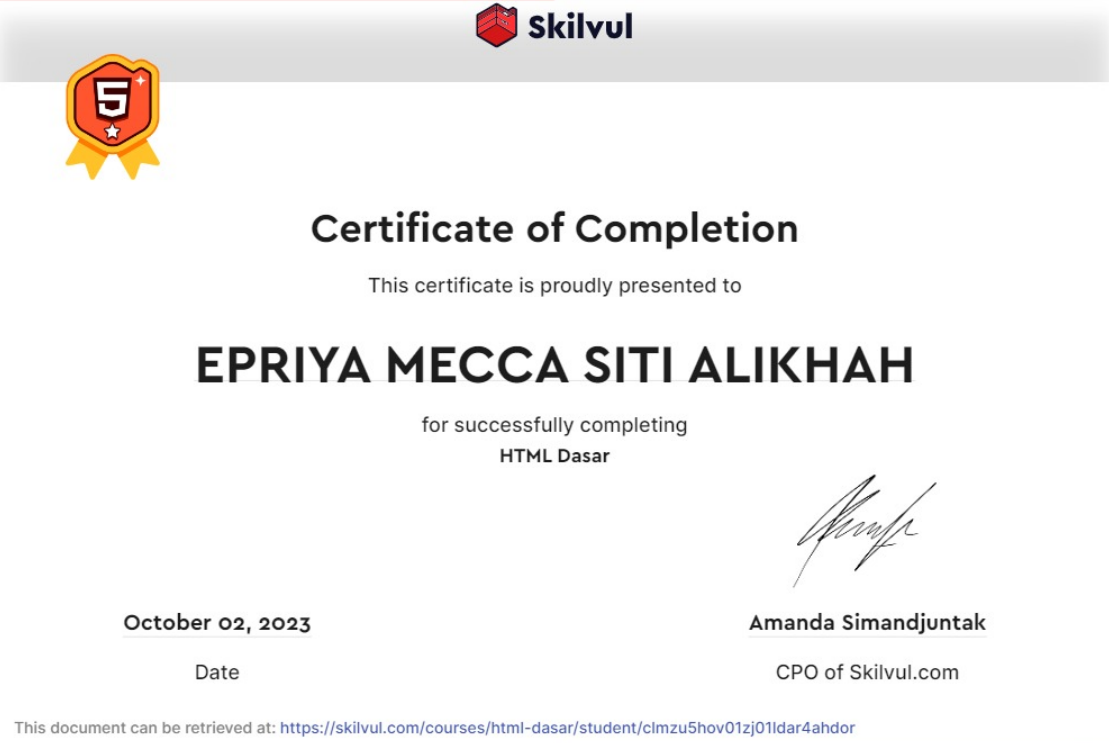 Skilvul
5
Certificate of Completion
This certificate is proudly presented to
EPRIYA MECCA SITI ALIKHAH
for successfully completing
HTML Dasar
October 02, 2023
Amanda Simandjuntak
Date
CPO of Skilvul.com
This document can be retrieved at: https://skilvul.com/courses/html-dasar/student/clmzu5hov01zj01ldar4ahdor